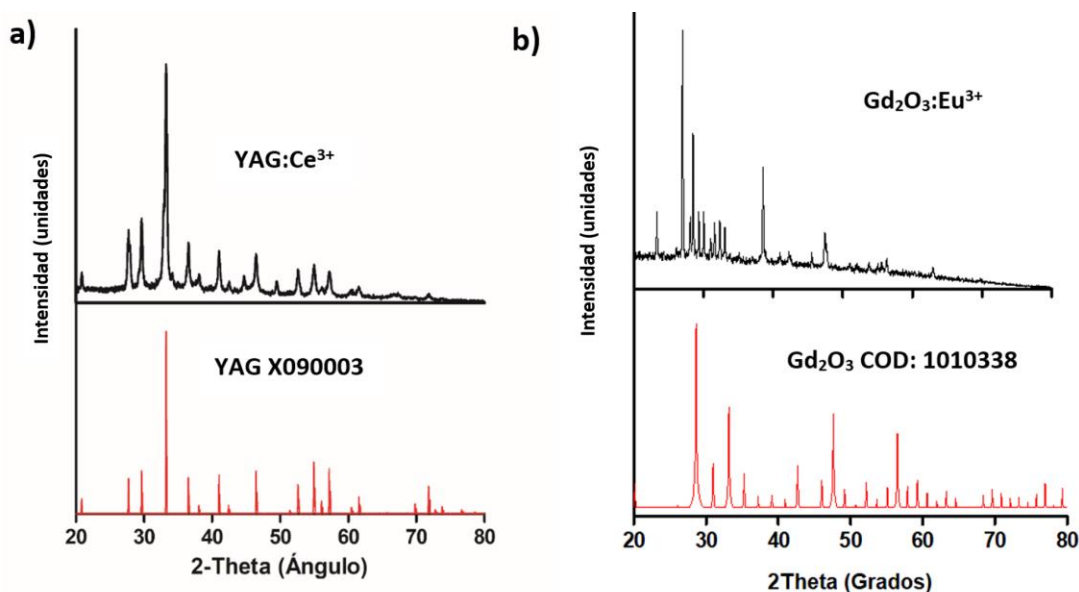 a)
YAG:Ce³⁺
Intensidad (unidades)
YAG X090003
20 30 40 50 60 70 80
2-Theta (Ángulo)
b)
Gd₂O₃:Eu³⁺
Intensidad (unidades)
Gd₂O₃ COD: 1010338
20 30 40 50 60 70 80
2Theta (Grados)